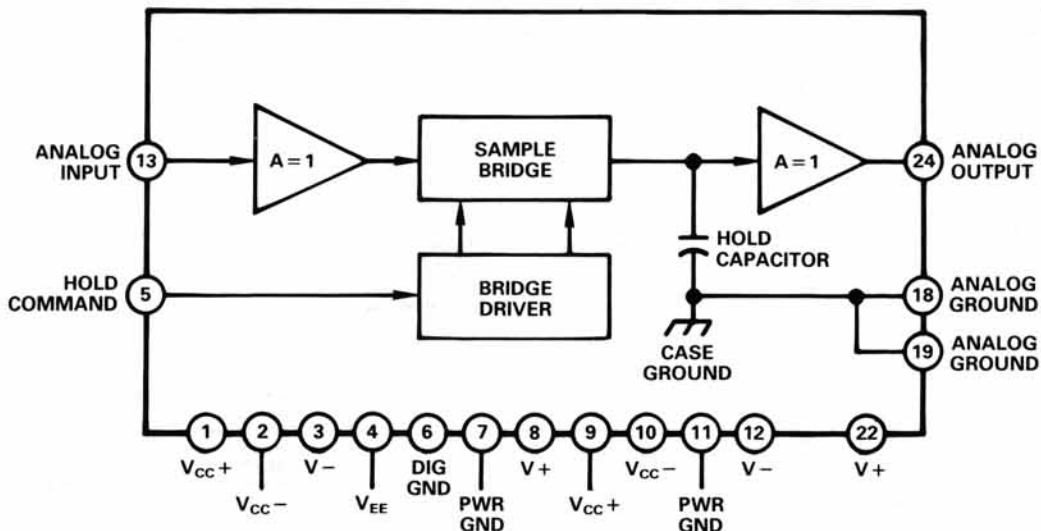 ANALOG
INPUT
13
A = 1
SAMPLE
BRIDGE
A = 1
24
ANALOG
OUTPUT
HOLD
COMMAND
5
BRIDGE
DRIVER
HOLD
CAPACITOR
CASE
GROUND
18
ANALOG
GROUND
19
ANALOG
GROUND
1
VCC+
2
VCC−
3
V−
4
VEE
6
DIG
GND
7
PWR
GND
8
V+
9
VCC+
10
VCC−
11
PWR
GND
12
V−
22
V+